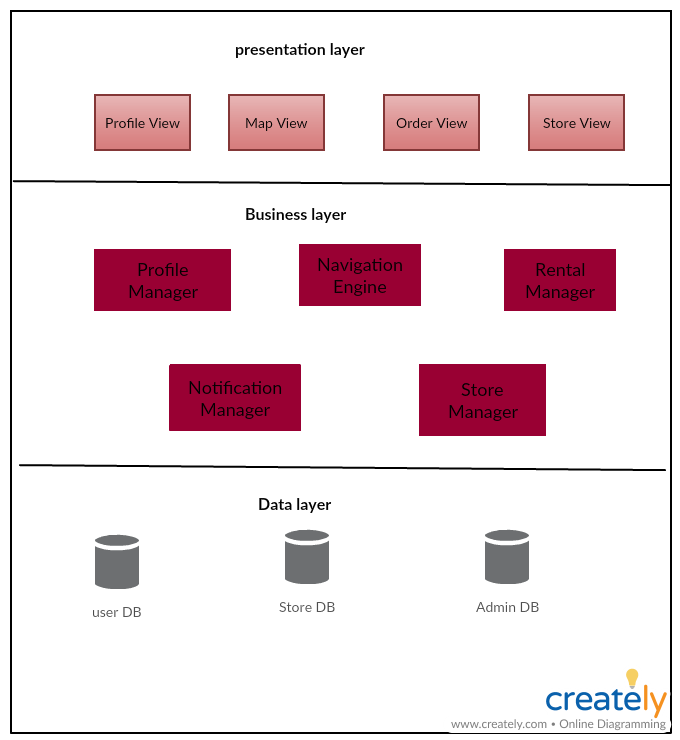 presentation layer
Profile View
Map View
Order View
Store View
Business layer
Profile
Manager
Navigation
Engine
Rental
Manager
Notification
Manager
Store
Manager
Data layer
user DB
Store DB
Admin DB
creately
www.creately.com • Online Diagramming